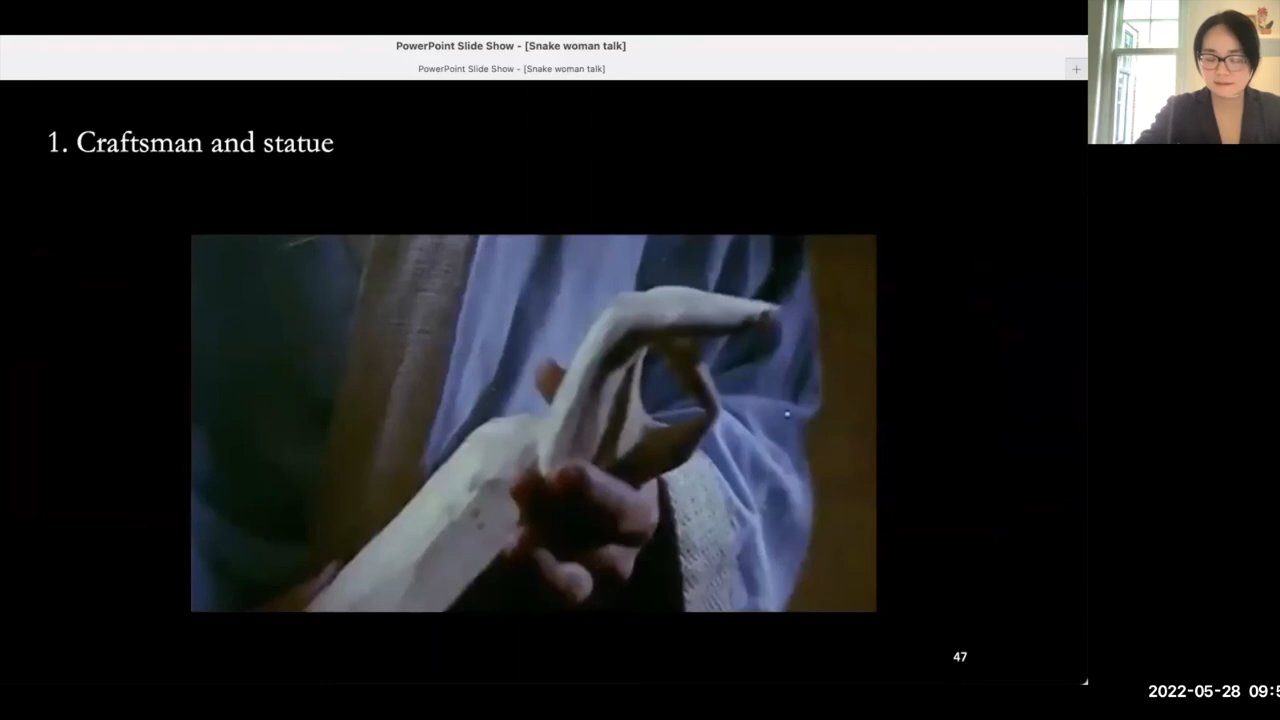 PowerPoint Slide Show - [Snake woman talk]
PowerPoint Slide Show - [Snake woman talk]
1. Craftsman and statue
47
2022-05-28 09:5